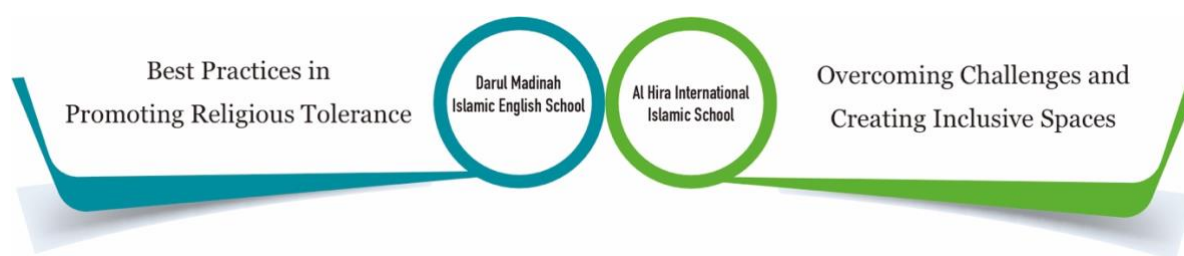 Best Practices in
Promoting Religious Tolerance
Darul Madinah
Islamic English School
Al Hira International
Islamic School
Overcoming Challenges and
Creating Inclusive Spaces